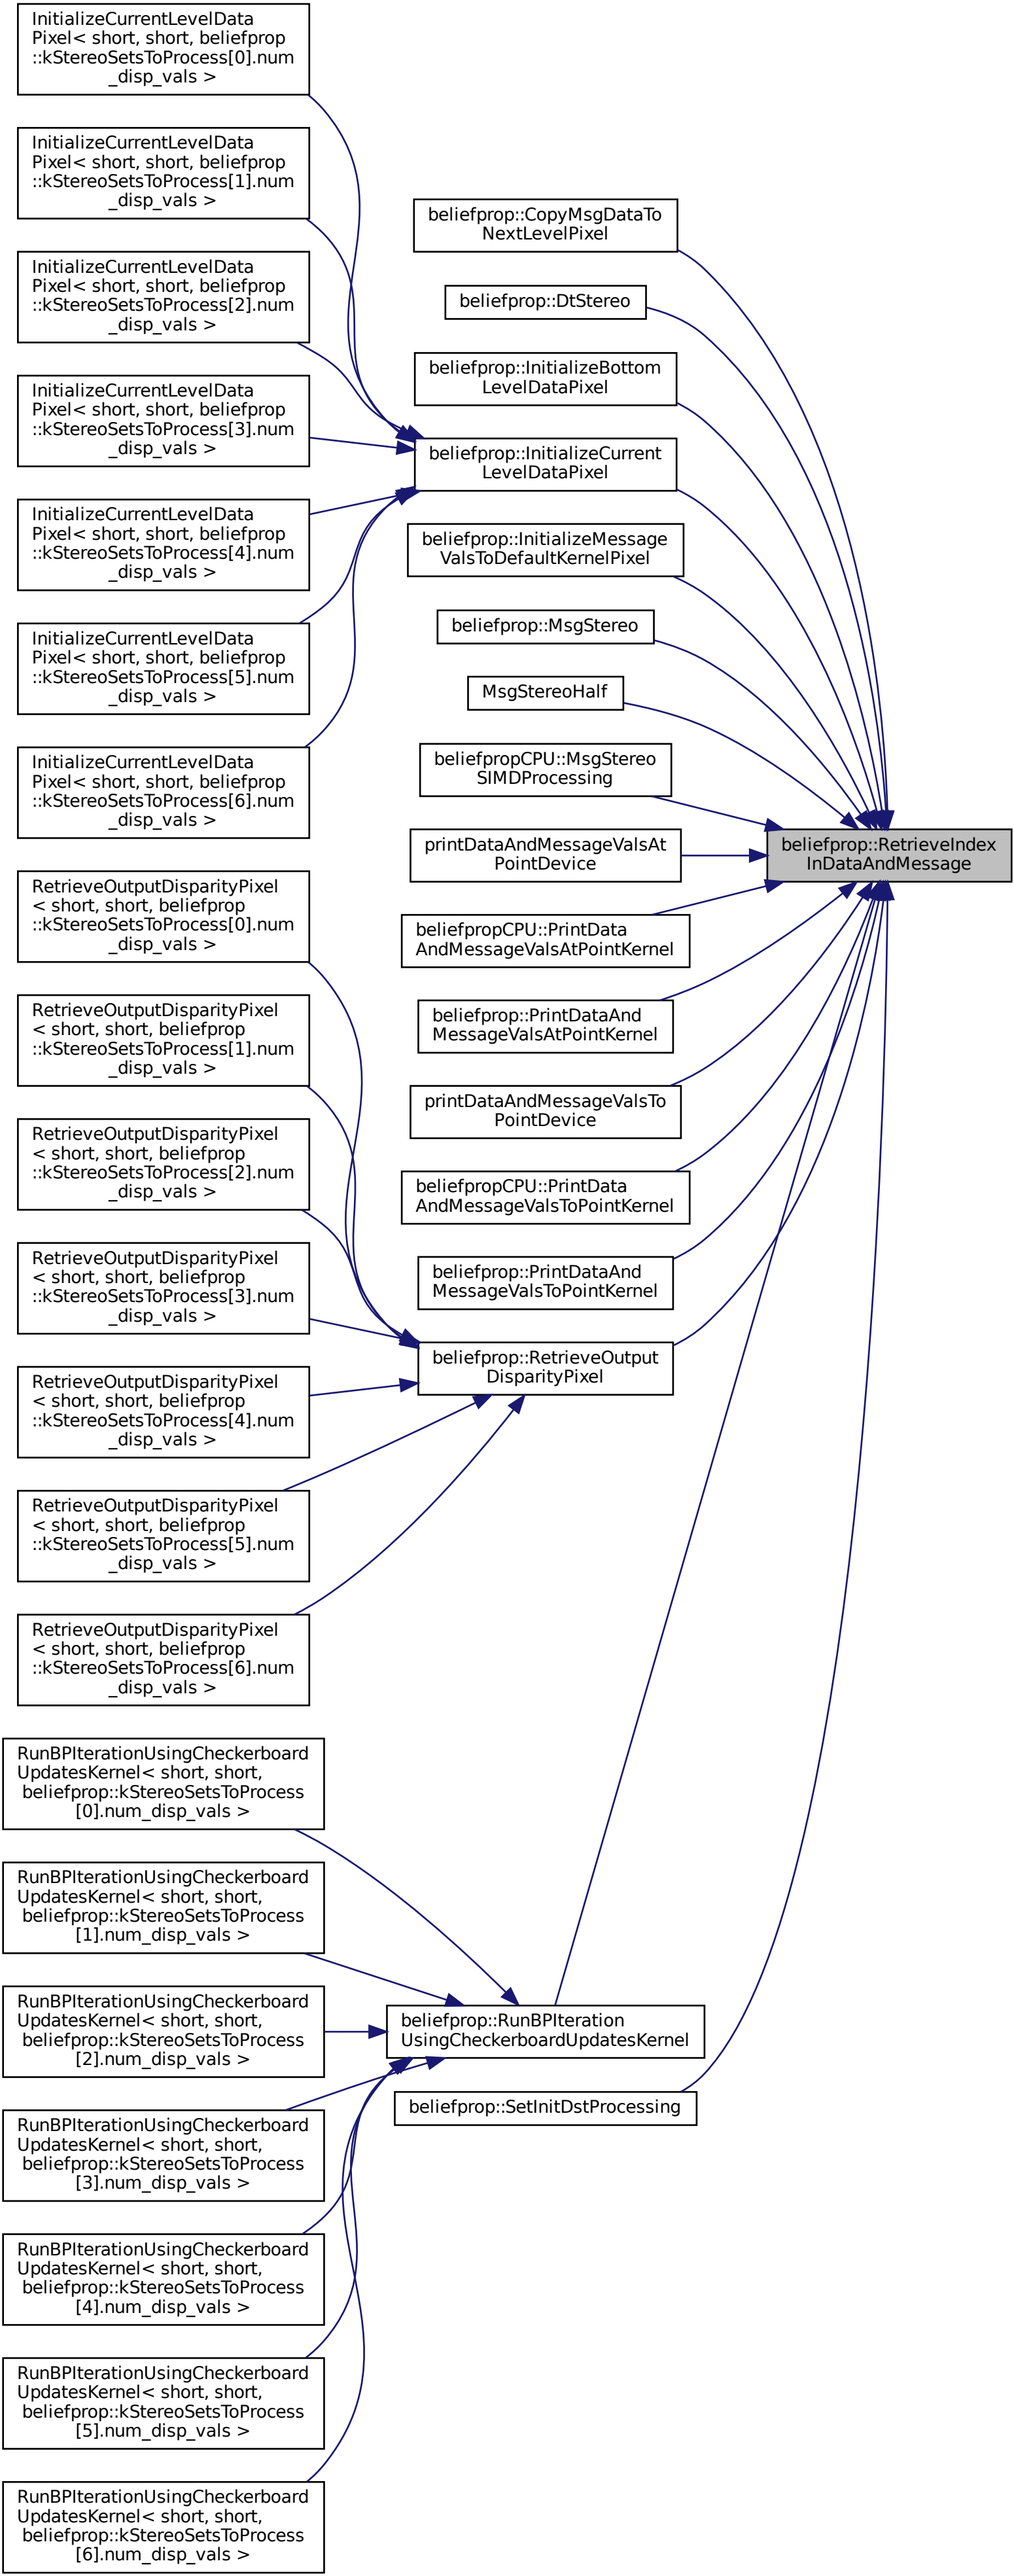 InitializeCurrentLevelData
Pixel< short, short, beliefprop
::kStereoSetsToProcess[0].num
_disp_vals >
InitializeCurrentLevelData
Pixel< short, short, beliefprop
::kStereoSetsToProcess[1].num
_disp_vals >
InitializeCurrentLevelData
Pixel< short, short, beliefprop
::kStereoSetsToProcess[2].num
_disp_vals >
InitializeCurrentLevelData
Pixel< short, short, beliefprop
::kStereoSetsToProcess[3].num
_disp_vals >
InitializeCurrentLevelData
Pixel< short, short, beliefprop
::kStereoSetsToProcess[4].num
_disp_vals >
InitializeCurrentLevelData
Pixel< short, short, beliefprop
::kStereoSetsToProcess[5].num
_disp_vals >
InitializeCurrentLevelData
Pixel< short, short, beliefprop
::kStereoSetsToProcess[6].num
_disp_vals >
RetrieveOutputDisparityPixel
< short, short, beliefprop
::kStereoSetsToProcess[0].num
_disp_vals >
RetrieveOutputDisparityPixel
< short, short, beliefprop
::kStereoSetsToProcess[1].num
_disp_vals >
RetrieveOutputDisparityPixel
< short, short, beliefprop
::kStereoSetsToProcess[2].num
_disp_vals >
RetrieveOutputDisparityPixel
< short, short, beliefprop
::kStereoSetsToProcess[3].num
_disp_vals >
RetrieveOutputDisparityPixel
< short, short, beliefprop
::kStereoSetsToProcess[4].num
_disp_vals >
RetrieveOutputDisparityPixel
< short, short, beliefprop
::kStereoSetsToProcess[5].num
_disp_vals >
RetrieveOutputDisparityPixel
< short, short, beliefprop
::kStereoSetsToProcess[6].num
_disp_vals >
RunBPIterationUsingCheckerboard
UpdatesKernel< short, short,
beliefprop::kStereoSetsToProcess
[0].num_disp_vals >
RunBPIterationUsingCheckerboard
UpdatesKernel< short, short,
beliefprop::kStereoSetsToProcess
[1].num_disp_vals >
RunBPIterationUsingCheckerboard
UpdatesKernel< short, short,
beliefprop::kStereoSetsToProcess
[2].num_disp_vals >
RunBPIterationUsingCheckerboard
UpdatesKernel< short, short,
beliefprop::kStereoSetsToProcess
[3].num_disp_vals >
RunBPIterationUsingCheckerboard
UpdatesKernel< short, short,
beliefprop::kStereoSetsToProcess
[4].num_disp_vals >
RunBPIterationUsingCheckerboard
UpdatesKernel< short, short,
beliefprop::kStereoSetsToProcess
[5].num_disp_vals >
RunBPIterationUsingCheckerboard
UpdatesKernel< short, short,
beliefprop::kStereoSetsToProcess
[6].num_disp_vals >
beliefprop::CopyMsgDataTo
NextLevelPixel
beliefprop::DtStereo
beliefprop::InitializeBottom
LevelDataPixel
beliefprop::InitializeCurrent
LevelDataPixel
beliefprop::InitializeMessage
ValsToDefaultKernelPixel
beliefprop::MsgStereo
MsgStereoHalf
beliefpropCPU::MsgStereo
SIMDProcessing
printDataAndMessageValsAt
PointDevice
beliefpropCPU::PrintData
AndMessageValsAtPointKernel
beliefprop::PrintDataAnd
MessageValsAtPointKernel
printDataAndMessageValsTo
PointDevice
beliefpropCPU::PrintData
AndMessageValsToPointKernel
beliefprop::PrintDataAnd
MessageValsToPointKernel
beliefprop::RetrieveOutput
DisparityPixel
beliefprop::RunBPIteration
UsingCheckerboardUpdatesKernel
beliefprop::SetInitDstProcessing
beliefprop::RetrieveIndex
InDataAndMessage